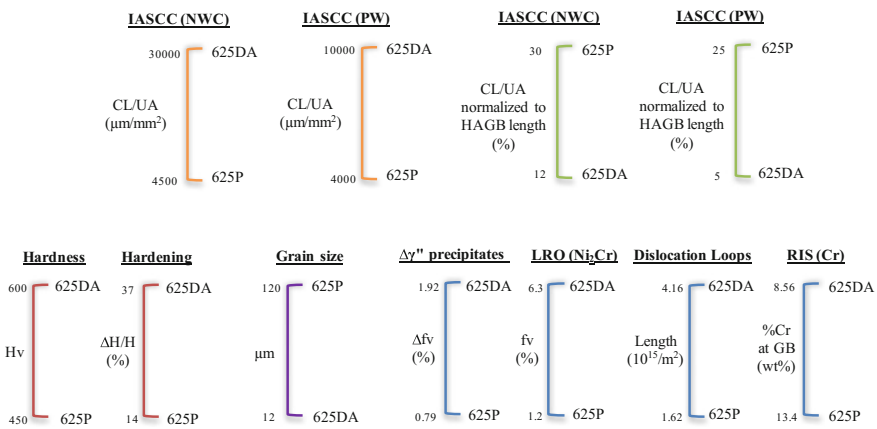 IASCC (NWC) IASCC (PW) IASCC (NWC) IASCC (PW)
30000 625DA 10000 625DA 30 625P 25 625P
CL/UA CL/UA CL/UA CL/UA
(μm/mm²) (μm/mm²) normalized to normalized to
HAGB length HAGB length
(%) (%)
4500 625P 4000 625P 12 625DA 5 625DA
Hardness Hardening Grain size Δγ" precipitates LRO (Ni₂Cr) Dislocation Loops RIS (Cr)
600 625DA 37 625DA 120 625P 1.92 625DA 6.3 625DA 4.16 625DA 8.56 625DA
Hv ΔH/H μm Δfv fv Length %Cr
(%) (%) (%) (10¹⁵/m²) at GB
(wt%)
450 625P 14 625P 12 625DA 0.79 625P 1.2 625P 1.62 625P 13.4 625P